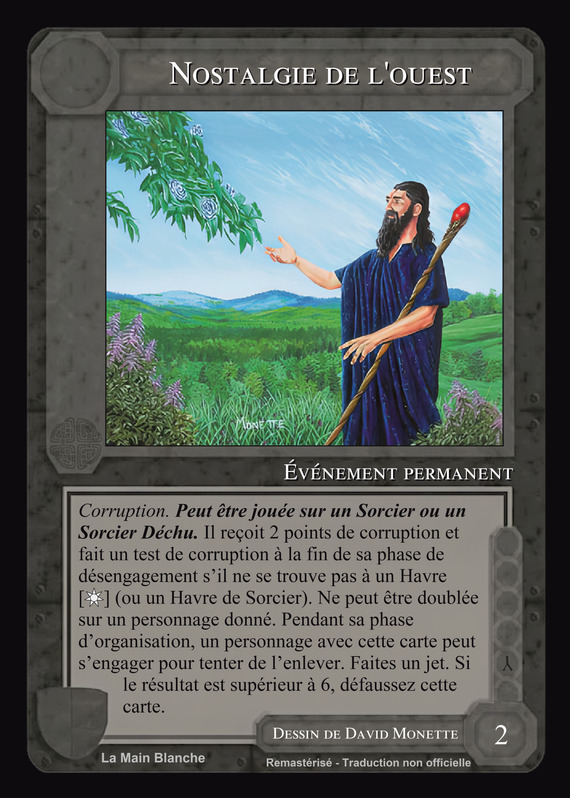 Nostalgie de l'ouest
Monette
Événement permanent
Corruption. Peut être jouée sur un Sorcier ou un
Sorcier Déchu. Il reçoit 2 points de corruption et
fait un test de corruption à la fin de sa phase de
désengagement s’il ne se trouve pas à un Havre
[☀] (ou un Havre de Sorcier). Ne peut être doublée
sur un personnage donné. Pendant sa phase
d’organisation, un personnage avec cette carte peut
s’engager pour tenter de l’enlever. Faites un jet. Si
le résultat est supérieur à 6, défaussez cette
carte.
Dessin de David Monette
2
La Main Blanche
Remastérisé - Traduction non officielle